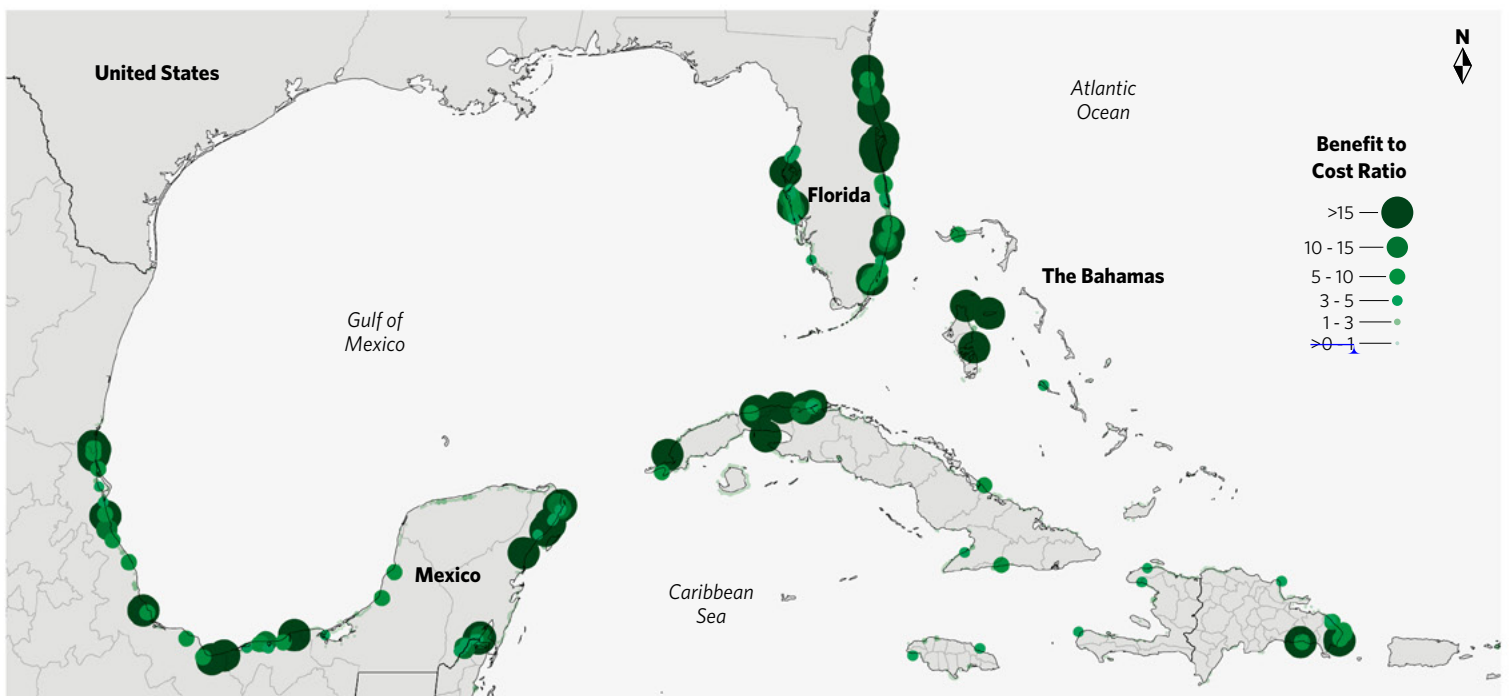 United States
Atlantic
Ocean
N
Benefit to
Cost Ratio
>15
10 - 15
5 - 10
3 - 5
1 - 3
>0 - 1
Florida
The Bahamas
Gulf of
Mexico
Mexico
Caribbean
Sea